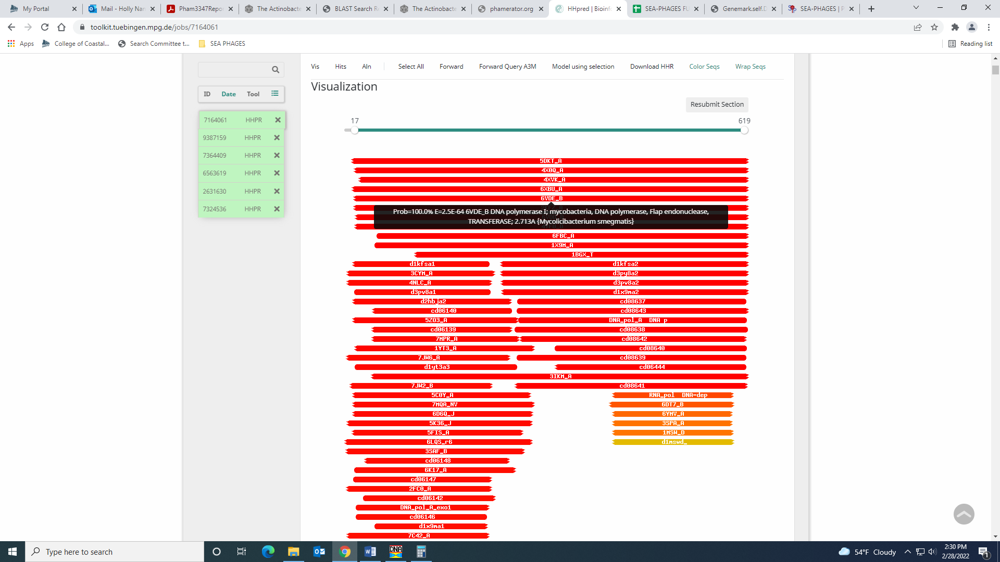 My Portal
Mail - Holly Nan
Pham3347Repor
The Actinobacte
BLAST Search R
The Actinobacte
phamerator.org
HHpred | Bioinf
SEA-PHAGES FU
Genemark.self.D
SEA-PHAGES | P
toolkit.tuebingen.mpg.de/jobs/7164061
Apps
College of Coastal...
Search Committee t...
SEA PHAGES
Reading list
Vis Hits Aln Select All Forward Forward Query A3M Model using selection Download HHR Color Seqs Wrap Seqs
Visualization
Resubmit Section
ID Date Tool
7164061 HHPR
9387159 HHPR
7364409 HHPR
6563619 HHPR
2631630 HHPR
7324536 HHPR
17 619
5DKT_A
4X0Q_A
4XVK_A
6XBU_A
6VDE_B
Prob=100.0% E=2.5E-64 6VDE_B DNA polymerase I; mycobacteria, DNA polymerase, Flap endonuclease,
TRANSFERASE; 2.713A {Mycolicibacterium smegmatis}
6FBC_A
1X9M_A
1BGX_T
d1kfsa1 d1kfsa2
3CYM_A d3py8a2
4NLC_A d3pv8a2
d3pv8a1 d1x9ma2
d2hbja2 cd08637
cd06140 cd08643
5ZO3_A DNA_pol_A DNA p
cd06139 cd08638
7MPR_A cd08642
1YT3_A cd08640
7JW6_A cd08639
d1yt3a3 cd06444
3IKM_A
7JW2_B cd08641
5C0Y_A RNA_pol DNA-dep
7MQA_NV 6DT7_B
6D6Q_J 6YMV_A
5K36_J 3SPA_A
5FIS_A 1MSW_D
6LQS_r6 d1mswd_
3SAF_B
cd06148
6K17_A
cd06147
2FC0_A
cd06142
DNA_pol_A_exo1
cd06146
d1x9ma1
7C42_A
Type here to search
DNA
54°F Cloudy
2:30 PM
2/28/2022
1